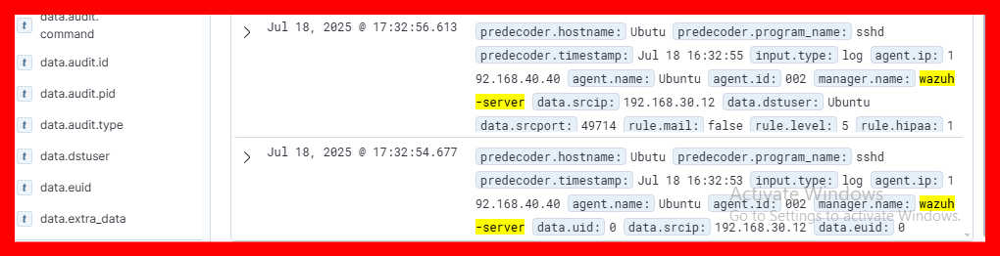 t data.audit.
command
t data.audit.id
t data.audit.pid
t data.audit.type
t data.dstuser
t data.euid
t data.extra_data
Jul 18, 2025 @ 17:32:56.613
predecoder.hostname: Ubutu predecoder.program_name: sshd
predecoder.timestamp: Jul 18 16:32:55 input.type: log agent.ip: 1
92.168.40.40 agent.name: Ubuntu agent.id: 002 manager.name: wazuh
-server data.srcip: 192.168.30.12 data.dstuser: Ubuntu
data.srcport: 49714 rule.mail: false rule.level: 5 rule.hipaa: 1
Jul 18, 2025 @ 17:32:54.677
predecoder.hostname: Ubutu predecoder.program_name: sshd
predecoder.timestamp: Jul 18 16:32:53 input.type: log agent.ip: 1
92.168.40.40 agent.name: Ubuntu agent.id: 002 manager.name: wazuh
-server data.uid: 0 data.srcip: 192.168.30.12 data.euid: 0
Activate Windows
Go to Settings to activate Windows.